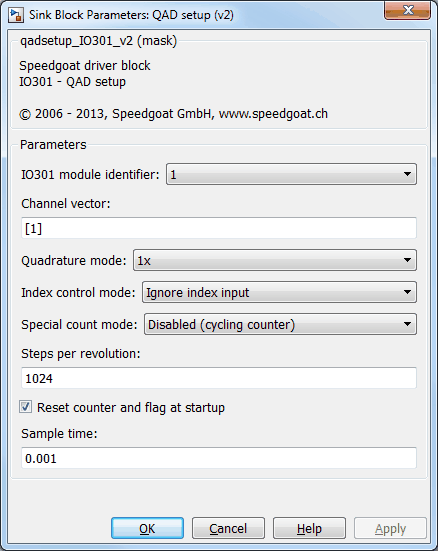 Sink Block Parameters: QAD setup (v2)
qadsetup_IO301_v2 (mask)
Speedgoat driver block
IO301 - QAD setup
© 2006 - 2013, Speedgoat GmbH, www.speedgoat.ch
Parameters
IO301 module identifier: 1
Channel vector:
[1]
Quadrature mode: 1x
Index control mode: Ignore index input
Special count mode: Disabled (cycling counter)
Steps per revolution:
1024
Reset counter and flag at startup
Sample time:
0.001
OK Cancel Help Apply